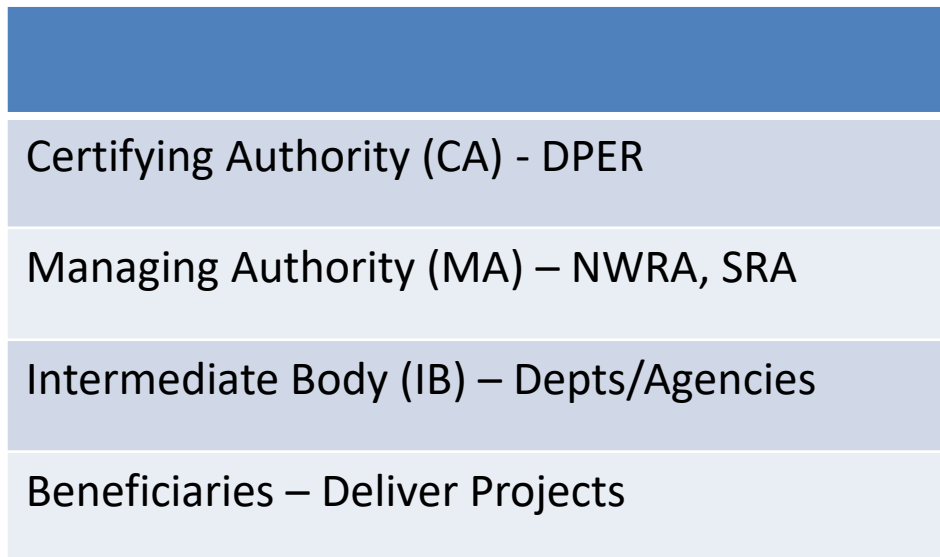 Certifying Authority (CA) - DPER
Managing Authority (MA) – NWRA, SRA
Intermediate Body (IB) – Depts/Agencies
Beneficiaries – Deliver Projects